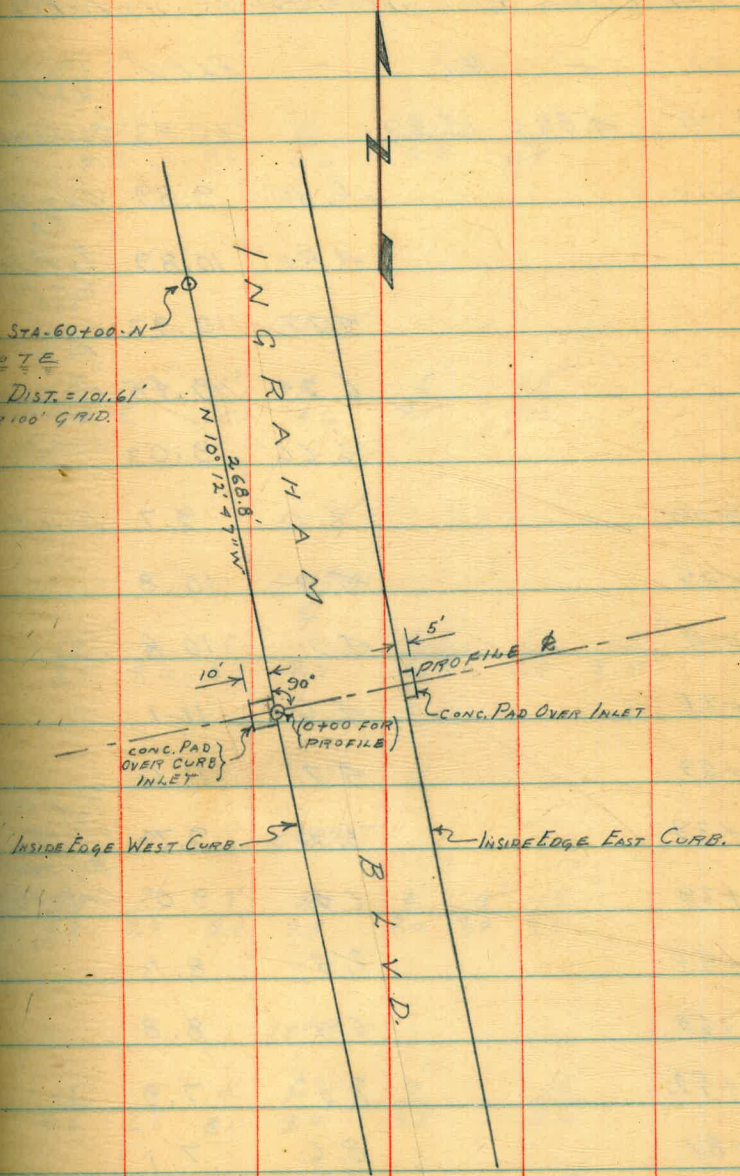 N
INGRAHAM
BLVD.
STA-60+00-N
DIST. = 101.61'
100' GRID.
268.8'
N 10° 12' 47" W
5'
PROFILE ℄
10'
90°
CONC. PAD OVER INLET
(0+00 FOR
PROFILE)
CONC. PAD
OVER CURB
INLET
INSIDE EDGE WEST CURB
INSIDE EDGE EAST CURB.